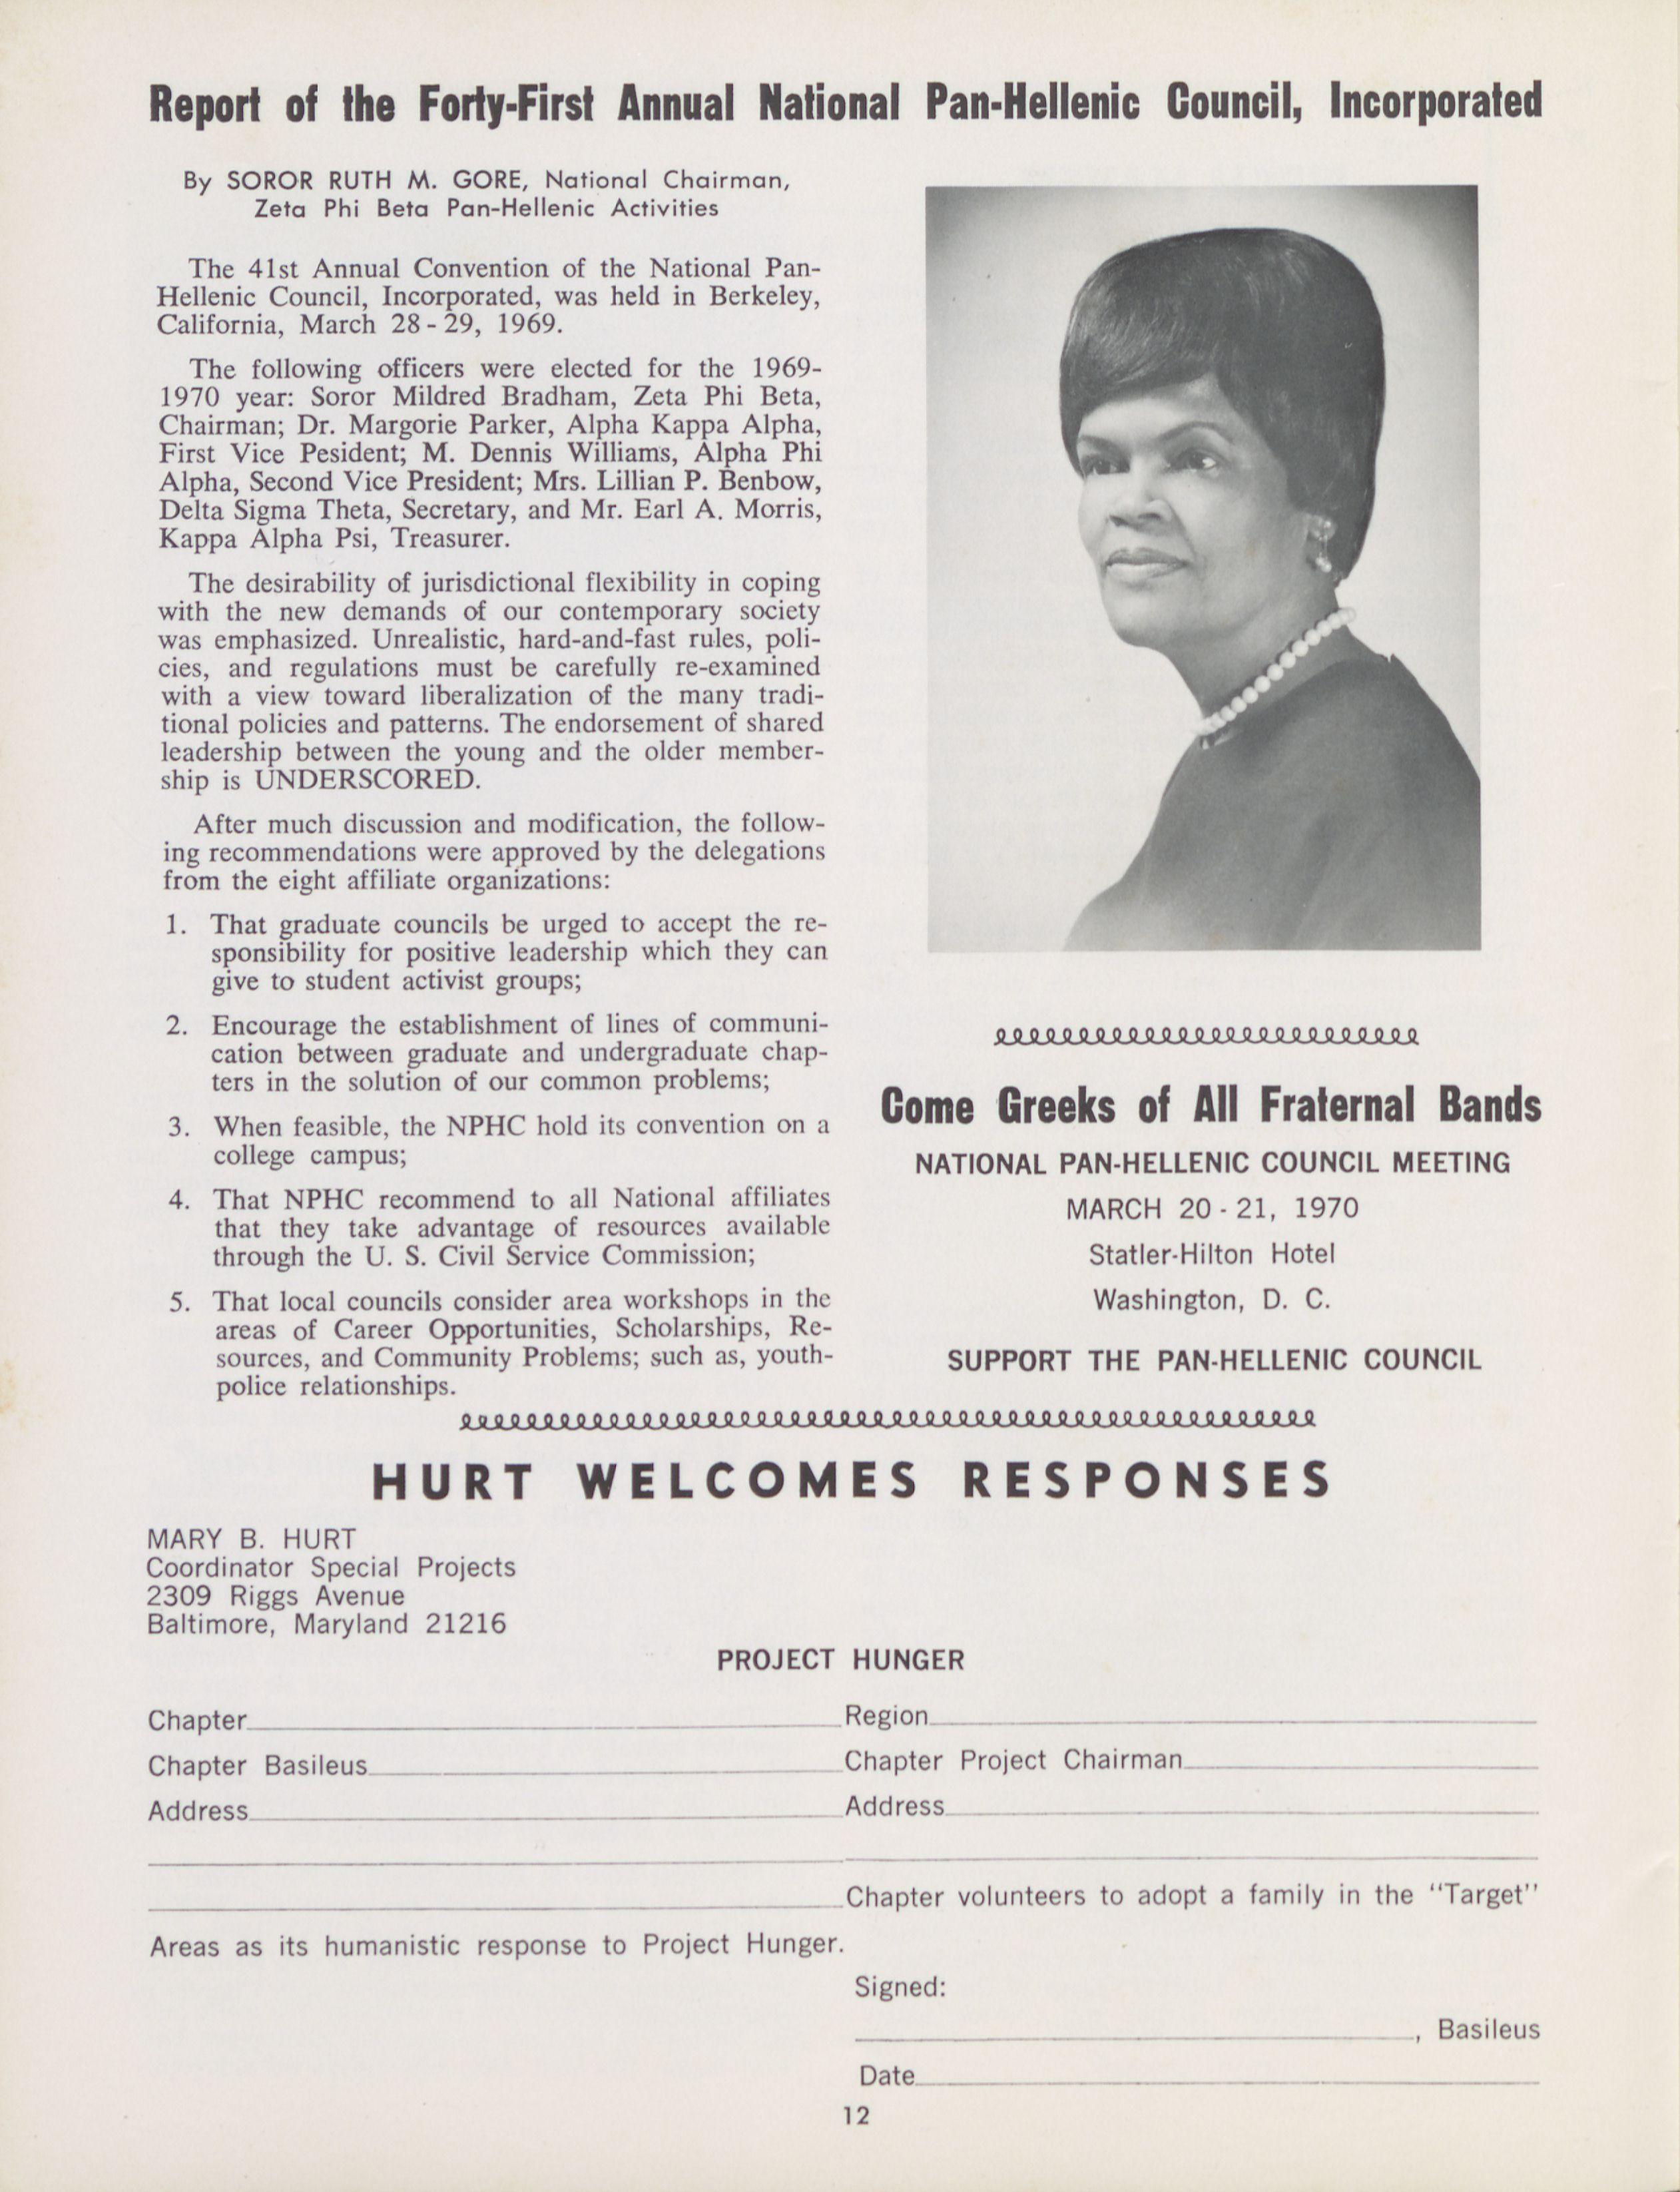 Report of the Forty-First Annual National Pan-Hellenic Council, Incorporated
By SOROR RUTH M. GORE, National Chairman,
Zeta Phi Beta Pan-Hellenic Activities
The 41st Annual Convention of the National Pan-
Hellenic Council, Incorporated, was held in Berkeley,
California, March 28 - 29, 1969.
The following officers were elected for the 1969-
1970 year: Soror Mildred Bradham, Zeta Phi Beta,
Chairman; Dr. Margorie Parker, Alpha Kappa Alpha,
First Vice Pesident; M. Dennis Williams, Alpha Phi
Alpha, Second Vice President; Mrs. Lillian P. Benbow,
Delta Sigma Theta, Secretary, and Mr. Earl A. Morris,
Kappa Alpha Psi, Treasurer.
The desirability of jurisdictional flexibility in coping
with the new demands of our contemporary society
was emphasized. Unrealistic, hard-and-fast rules, poli-
cies, and regulations must be carefully re-examined
with a view toward liberalization of the many tradi-
tional policies and patterns. The endorsement of shared
leadership between the young and the older member-
ship is UNDERSCORED.
After much discussion and modification, the follow-
ing recommendations were approved by the delegations
from the eight affiliate organizations:
1. That graduate councils be urged to accept the re-
sponsibility for positive leadership which they can
give to student activist groups;
2. Encourage the establishment of lines of communi-
cation between graduate and undergraduate chap-
ters in the solution of our common problems;
3. When feasible, the NPHC hold its convention on a
college campus;
4. That NPHC recommend to all National affiliates
that they take advantage of resources available
through the U. S. Civil Service Commission;
5. That local councils consider area workshops in the
areas of Career Opportunities, Scholarships, Re-
sources, and Community Problems; such as, youth-
police relationships.
Come Greeks of All Fraternal Bands
NATIONAL PAN-HELLENIC COUNCIL MEETING
MARCH 20 - 21, 1970
Statler-Hilton Hotel
Washington, D. C.
SUPPORT THE PAN-HELLENIC COUNCIL
HURT WELCOMES RESPONSES
MARY B. HURT
Coordinator Special Projects
2309 Riggs Avenue
Baltimore, Maryland 21216
PROJECT HUNGER
Chapter Region
Chapter Basileus Chapter Project Chairman
Address Address
Chapter volunteers to adopt a family in the "Target"
Areas as its humanistic response to Project Hunger.
Signed:
, Basileus
Date
12